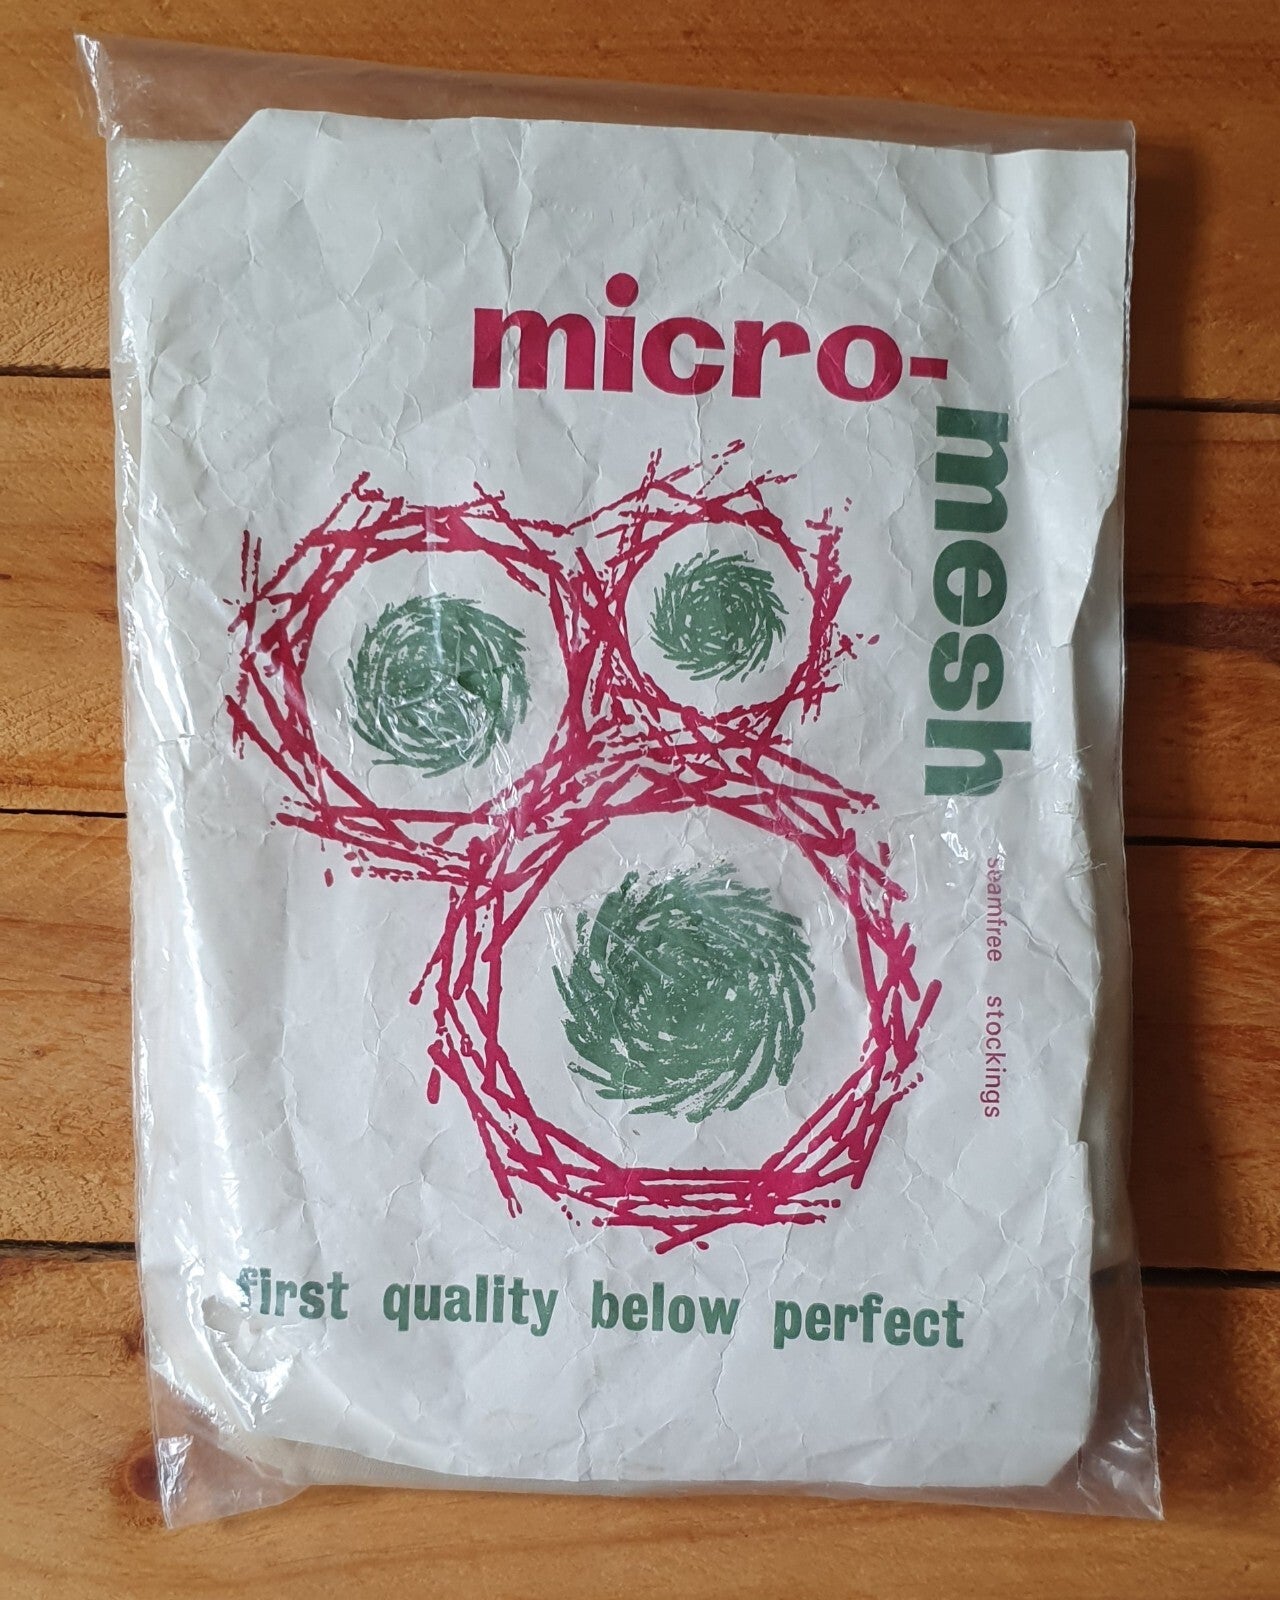 micro-
mesh
seamfree stockings
first quality below perfect